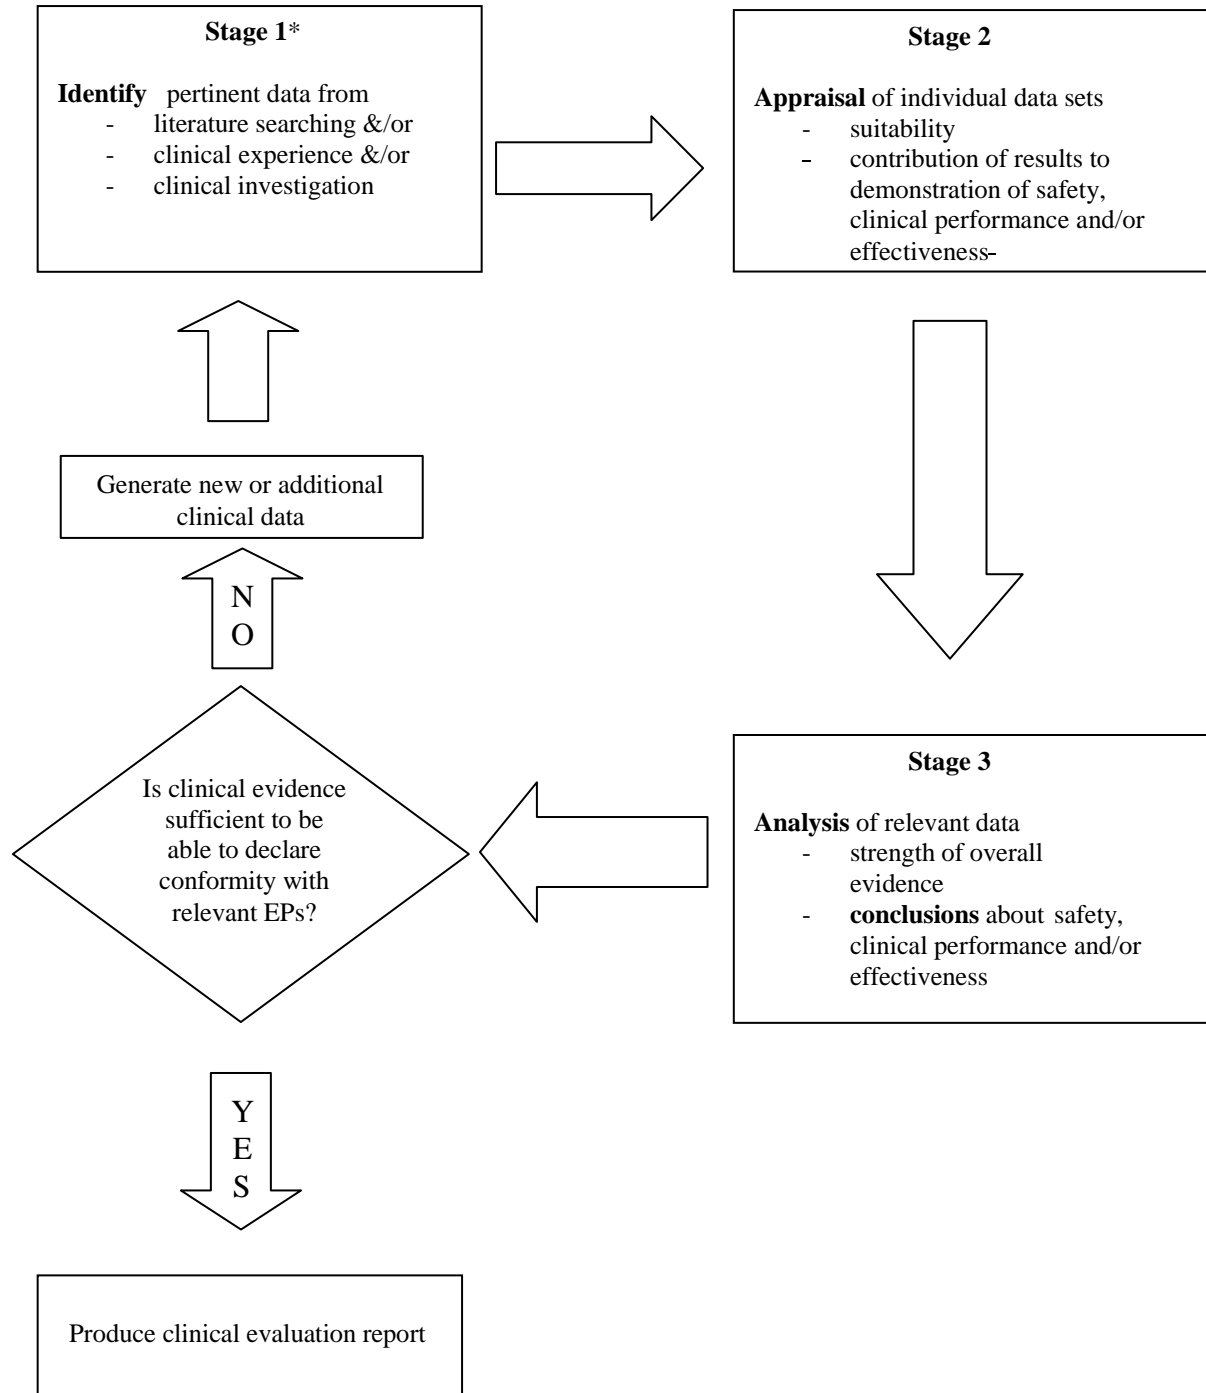 Stage 1*
Identify pertinent data from
- literature searching &/or
- clinical experience &/or
- clinical investigation
Stage 2
Appraisal of individual data sets
- suitability
- contribution of results to
demonstration of safety,
clinical performance and/or
effectiveness-
Generate new or additional
clinical data
N
O
Is clinical evidence
sufficient to be
able to declare
conformity with
relevant EPs?
Stage 3
Analysis of relevant data
- strength of overall
evidence
- conclusions about safety,
clinical performance and/or
effectiveness
Y
E
S
Produce clinical evaluation report